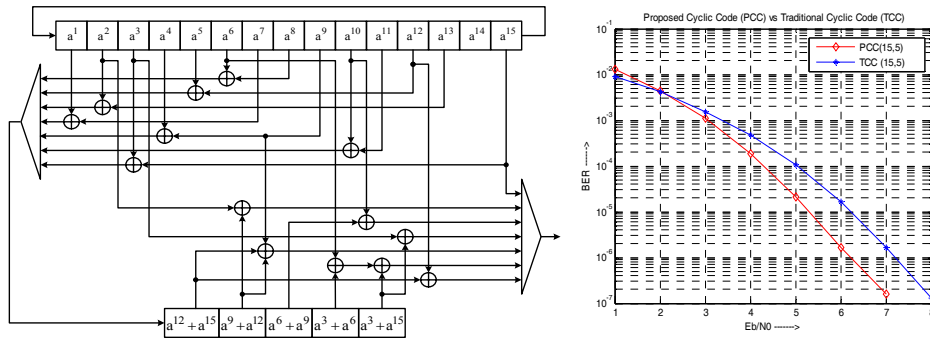 a1 a2 a3 a4 a5 a6 a7 a8 a9 a10 a11 a12 a13 a14 a15
a12 + a15 a9 + a12 a6 + a9 a3 + a6 a3 + a15
Proposed Cyclic Code (PCC) vs Traditional Cyclic Code (TCC)
PCC(15,5)
TCC (15,5)
10-1
10-2
10-3
10-4
10-5
10-6
10-7
BER ------>
1 2 3 4 5 6 7 8
Eb/N0 ------->